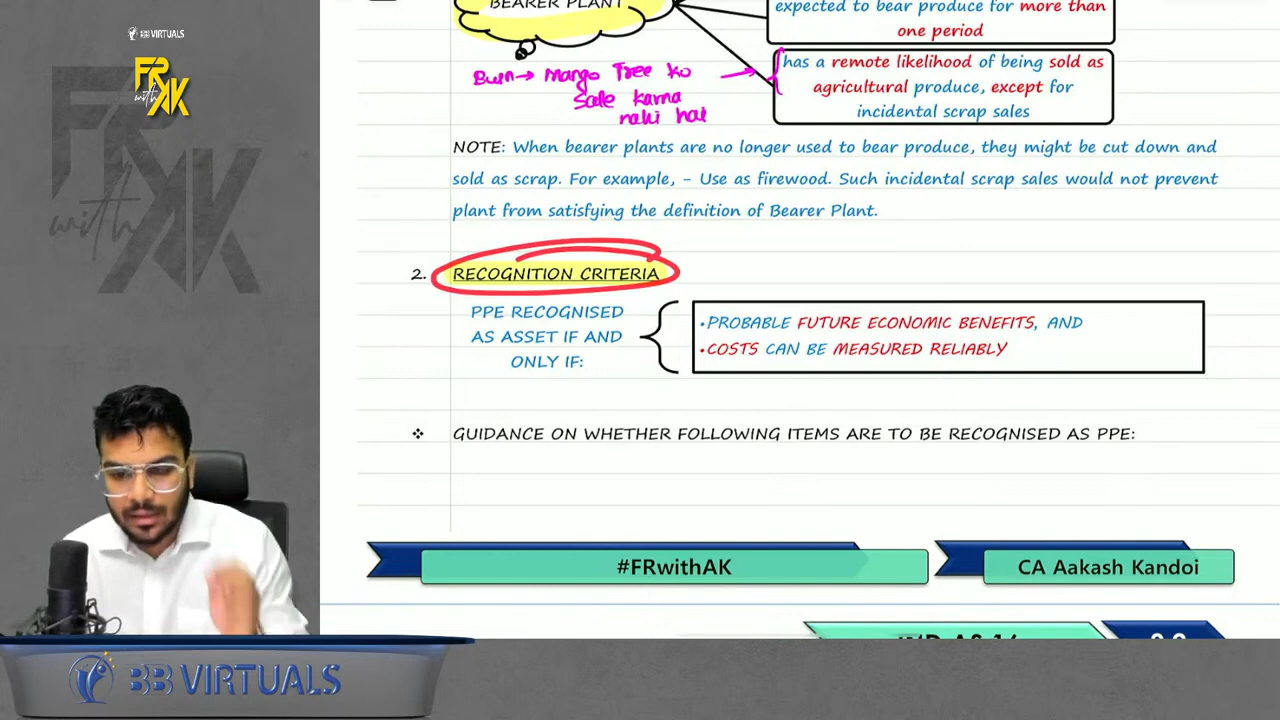 BB VIRTUALS
FR
with AK
BEARER PLANT
expected to bear produce for more than
one period
has a remote likelihood of being sold as
agricultural produce, except for
incidental scrap sales
Burn → Mango Tree ko
Sale karna
nahi hai
NOTE: When bearer plants are no longer used to bear produce, they might be cut down and
sold as scrap. For example, – Use as firewood. Such incidental scrap sales would not prevent
plant from satisfying the definition of Bearer Plant.
2. RECOGNITION CRITERIA
PPE RECOGNISED
AS ASSET IF AND
ONLY IF:
•PROBABLE FUTURE ECONOMIC BENEFITS, AND
•COSTS CAN BE MEASURED RELIABLY
❖ GUIDANCE ON WHETHER FOLLOWING ITEMS ARE TO BE RECOGNISED AS PPE:
#FRwithAK
CA Aakash Kandoi
IND AS 16
BB VIRTUALS